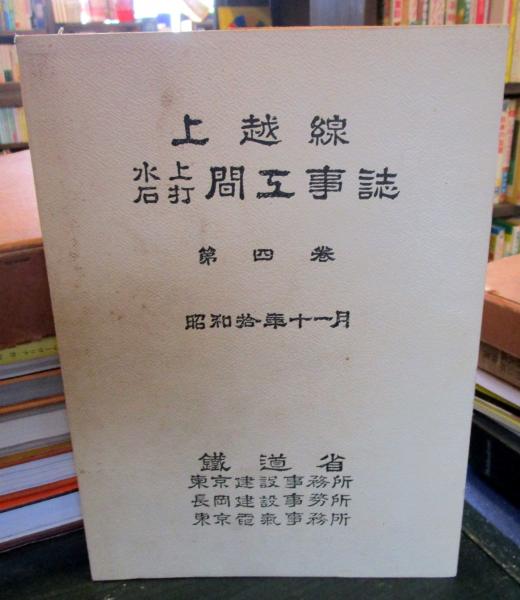 上越線
水上
石打
間工事誌
第四巻
昭和拾年十一月
鐵道省
東京建設事務所
長岡建設事务所
東京電氣事務所